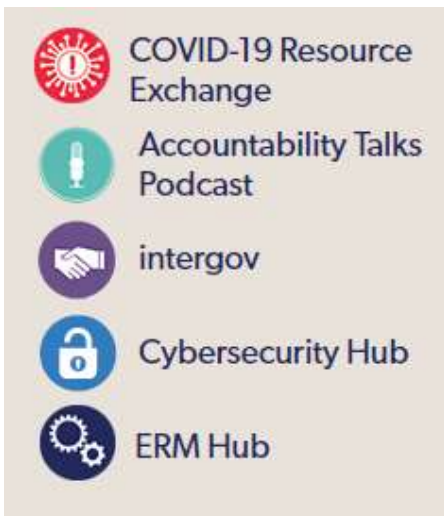 COVID-19 Resource
Exchange
Accountability Talks
Podcast
intergov
Cybersecurity Hub
ERM Hub